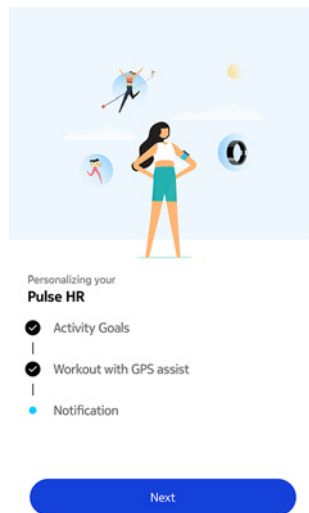 Personalizing your
Pulse HR
Activity Goals
Workout with GPS assist
Notification
Next